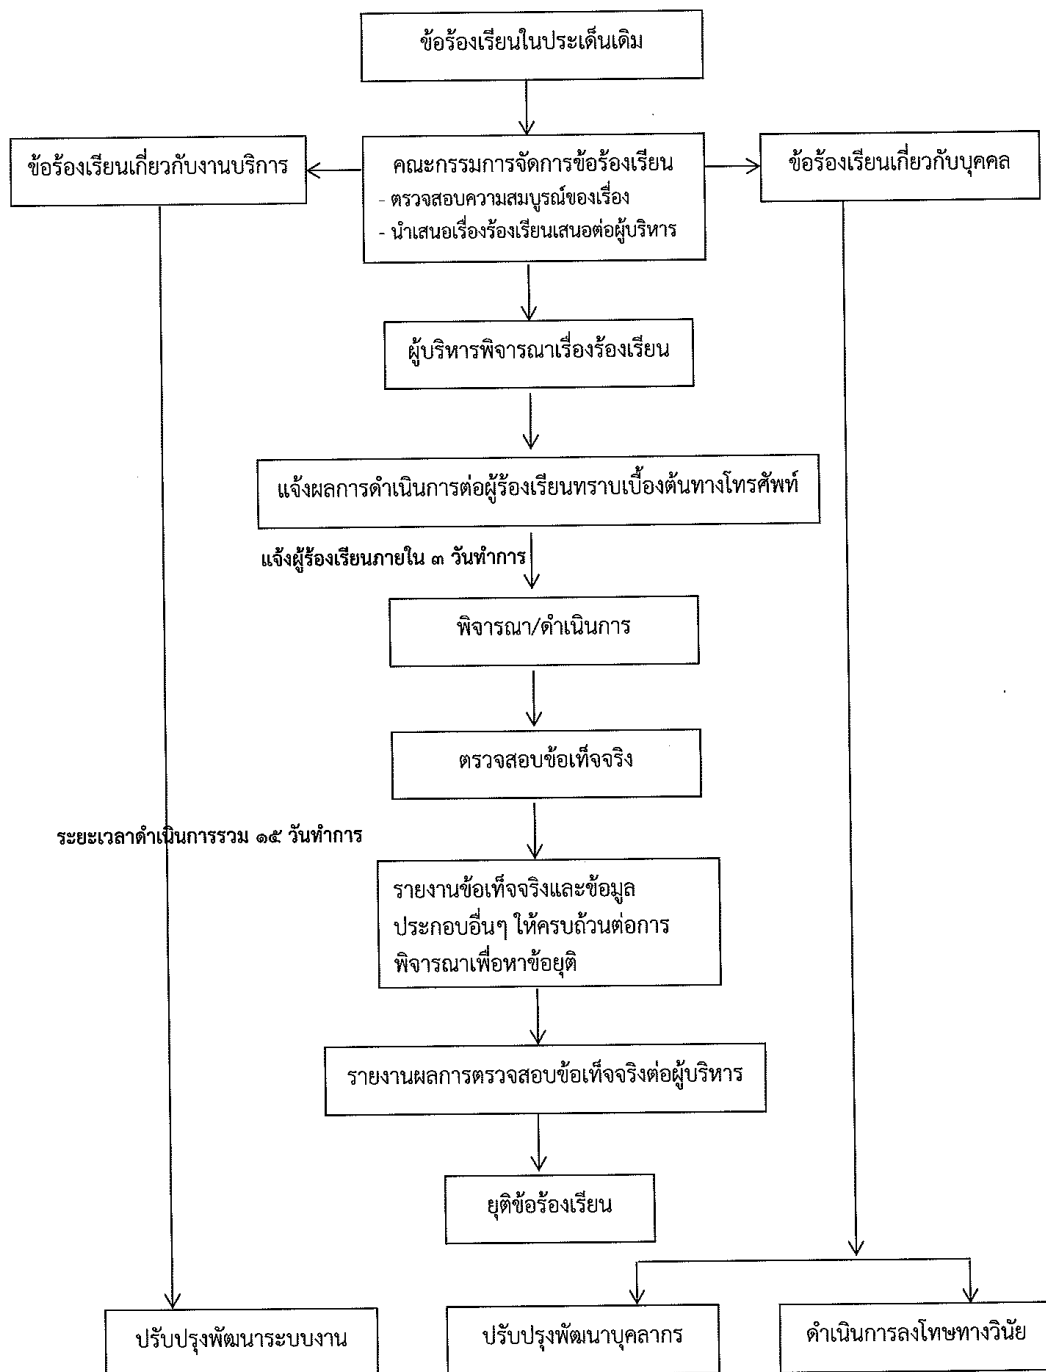 ข้อร้องเรียนในประเด็นเดิม
ข้อร้องเรียนเกี่ยวกับงานบริการ
คณะกรรมการจัดการข้อร้องเรียน
- ตรวจสอบความสมบูรณ์ของเรื่อง
- นำเสนอเรื่องร้องเรียนเสนอต่อผู้บริหาร
ข้อร้องเรียนเกี่ยวกับบุคคล
ผู้บริหารพิจารณาเรื่องร้องเรียน
แจ้งผลการดำเนินการต่อผู้ร้องเรียนทราบเบื้องต้นทางโทรศัพท์
แจ้งผู้ร้องเรียนภายใน ๓ วันทำการ
พิจารณา/ดำเนินการ
ตรวจสอบข้อเท็จจริง
ระยะเวลาดำเนินการรวม ๑๕ วันทำการ
รายงานข้อเท็จจริงและข้อมูล
ประกอบอื่นๆ ให้ครบถ้วนต่อการ
พิจารณาเพื่อหาข้อยุติ
รายงานผลการตรวจสอบข้อเท็จจริงต่อผู้บริหาร
ยุติข้อร้องเรียน
ปรับปรุงพัฒนาระบบงาน
ปรับปรุงพัฒนาบุคลากร
ดำเนินการลงโทษทางวินัย